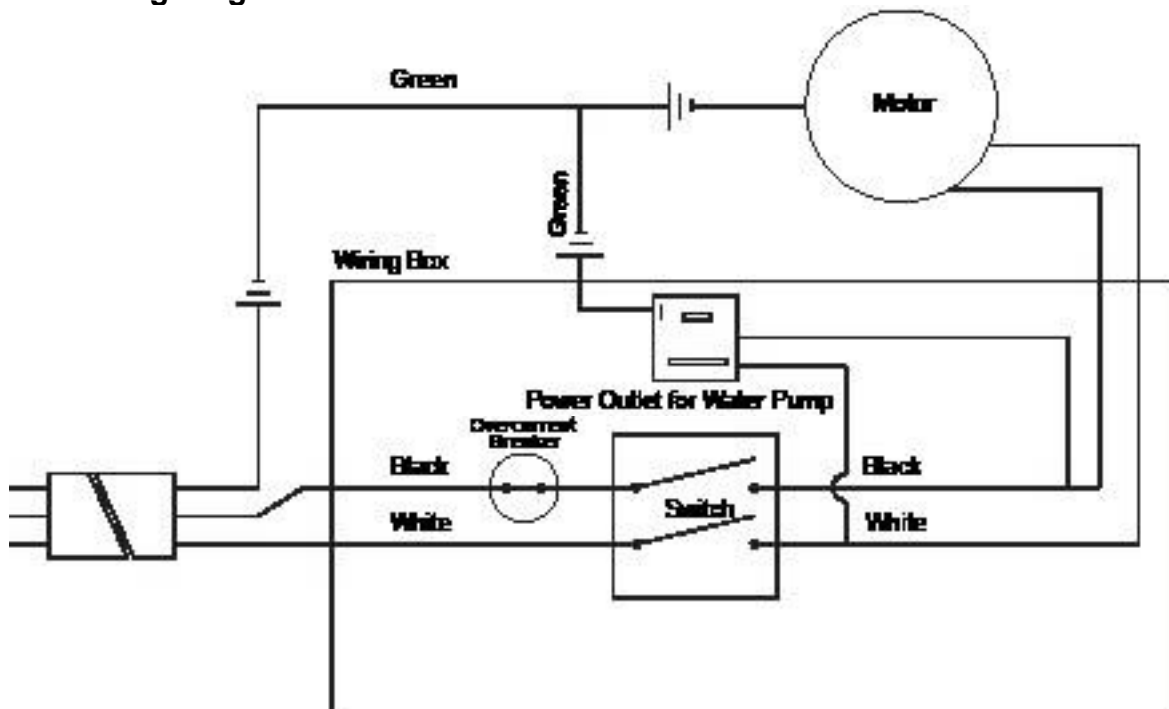 Green
Motor
Green
Wiring Box
Power Outlet for Water Pump
Overcurrent
Breaker
Black
Black
Switch
White
White